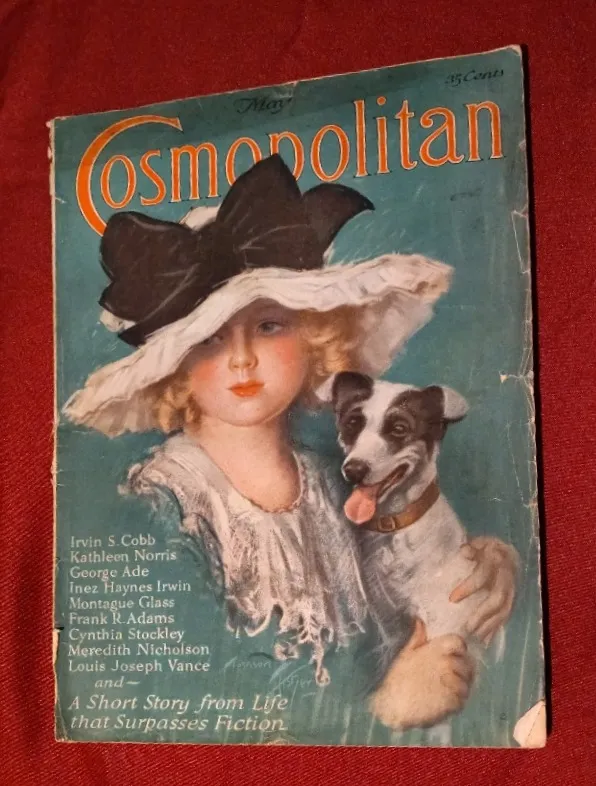 May
35 Cents
Cosmopolitan
Irvin S. Cobb
Kathleen Norris
George Ade
Inez Haynes Irwin
Montague Glass
Frank R. Adams
Cynthia Stockley
Meredith Nicholson
Louis Joseph Vance
and—
A Short Story from Life
that Surpasses Fiction